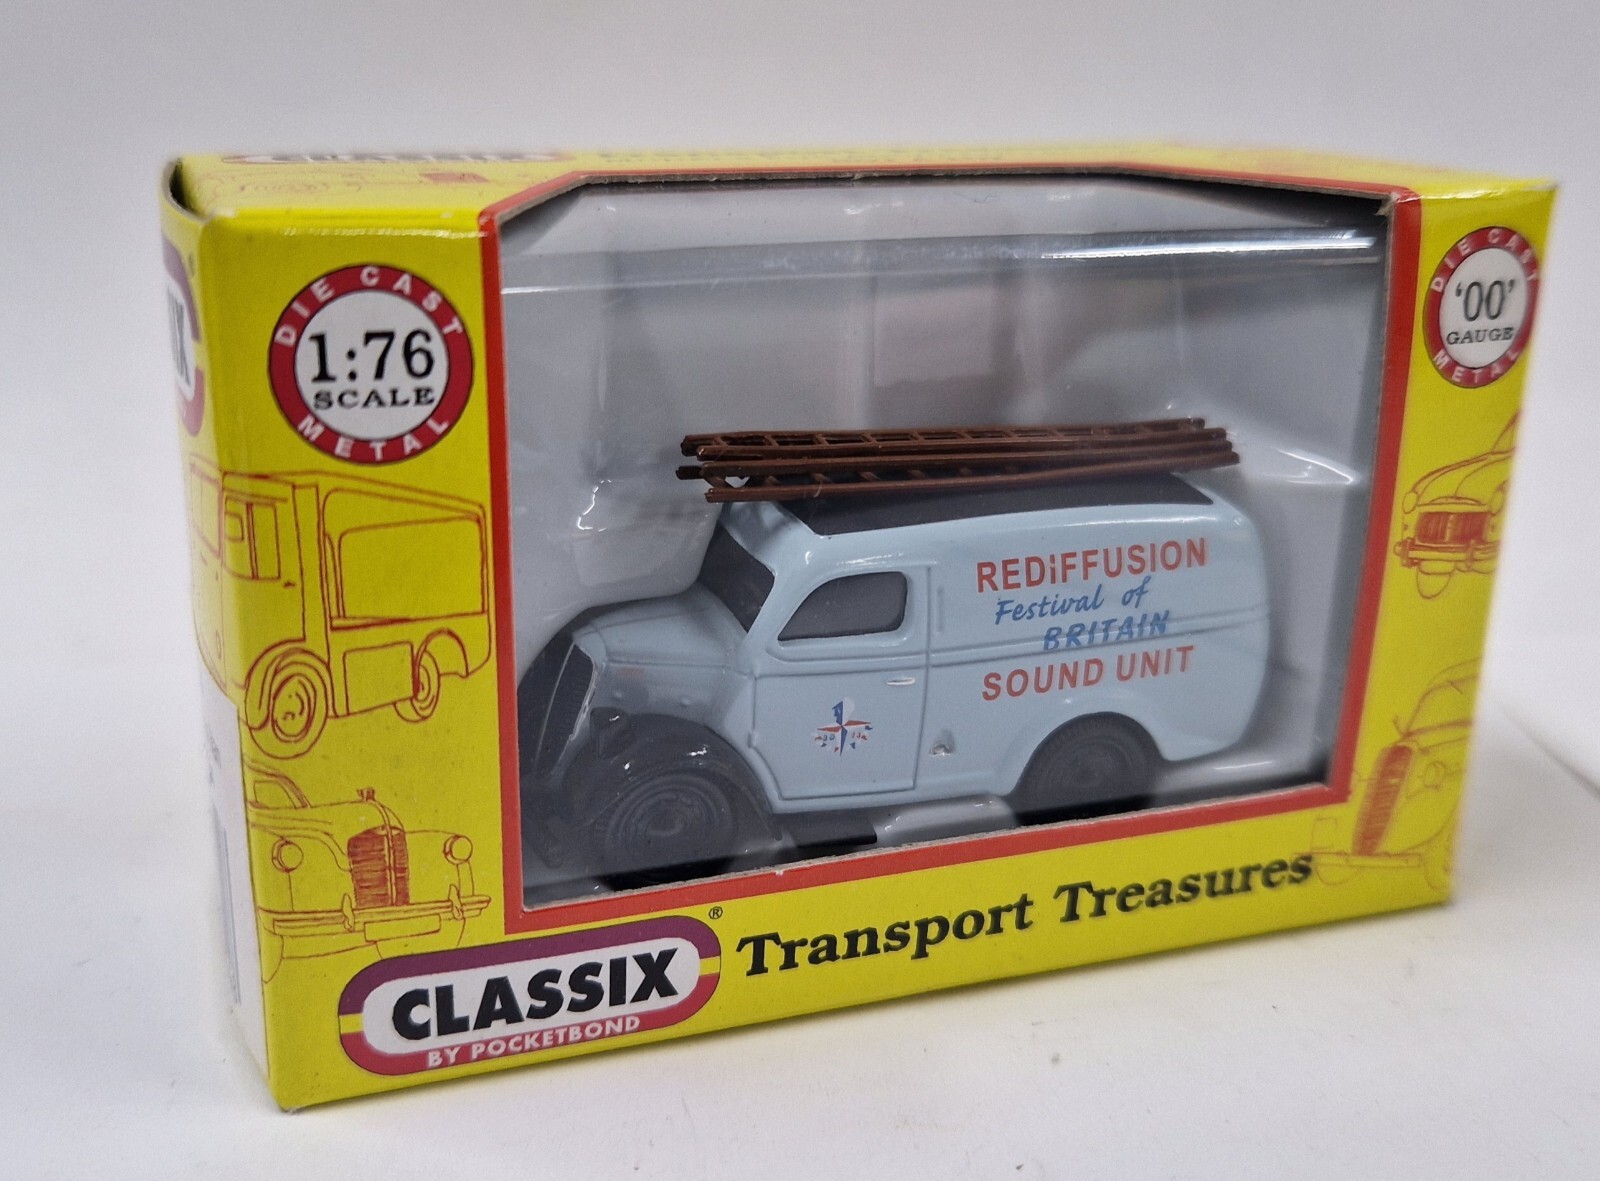 DIE CAST
1:76
SCALE
METAL
DIE CAST
'00'
GAUGE
METAL
REDiFFUSION
Festival of
BRITAIN
SOUND UNIT
CLASSIX®
BY POCKETBOND
Transport Treasures